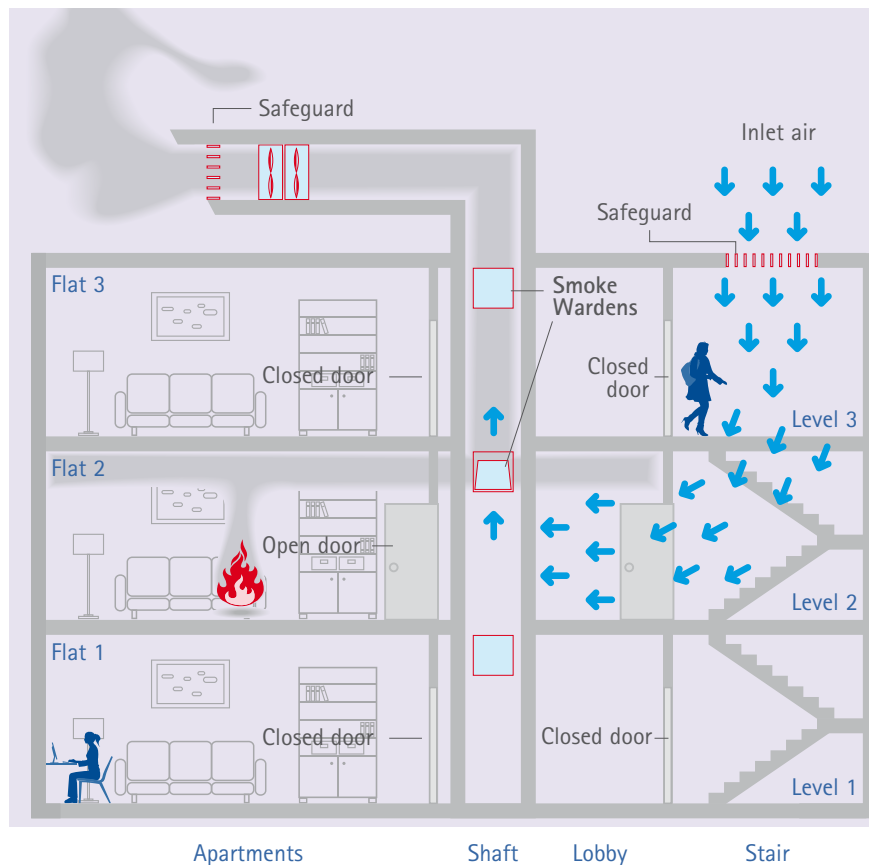 Safeguard
Inlet air
Safeguard
Flat 3
Smoke
Wardens
Closed door
Closed
door
Level 3
Flat 2
Open door
Level 2
Flat 1
Closed door
Closed door
Level 1
Apartments
Shaft
Lobby
Stair